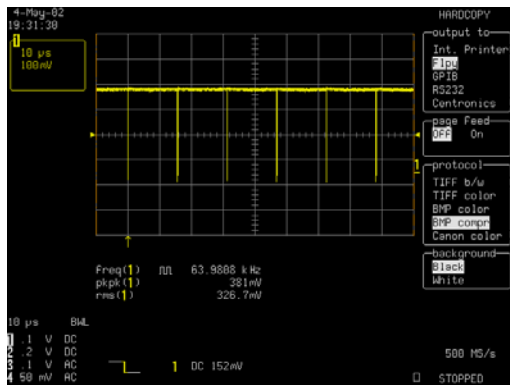 4-May-02
19:31:30
HARDCOPY
output to
Int. Printer
Flpy
GPIB
RS232
Centronics
page Feed
OFF On
protocol
TIFF b/w
TIFF color
BMP color
BMP compr
Canon color
background
Black
White
1
10 µs
100mV
1
freq(1) 63.9808 kHz
pkpk(1) 381mV
rms(1) 326.7mV
10 µs BWL
1 .1 V DC
2 .2 V DC
3 .1 V AC
4 50 mV AC
1 DC 152mV
500 MS/s
STOPPED